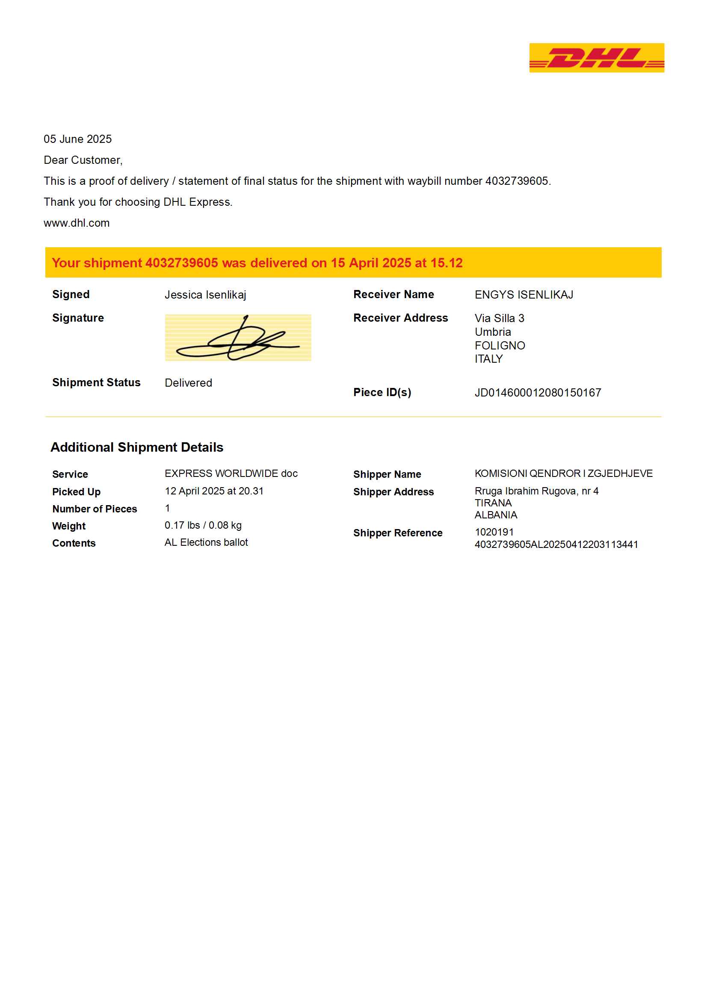 DHL
05 June 2025
Dear Customer,
This is a proof of delivery / statement of final status for the shipment with waybill number 4032739605.
Thank you for choosing DHL Express.
www.dhl.com
Your shipment 4032739605 was delivered on 15 April 2025 at 15.12
Signed Jessica Isenlikaj
Receiver Name ENGYS ISENLIKAJ
Signature
Receiver Address Via Silla 3
Umbria
FOLIGNO
ITALY
Shipment Status Delivered
Piece ID(s) JD014600012080150167
Additional Shipment Details
Service EXPRESS WORLDWIDE doc
Shipper Name KOMISIONI QENDROR I ZGJEDHJEVE
Picked Up 12 April 2025 at 20.31
Shipper Address Rruga Ibrahim Rugova, nr 4
TIRANA
ALBANIA
Number of Pieces 1
Weight 0.17 lbs / 0.08 kg
Shipper Reference 1020191
4032739605AL20250412203113441
Contents AL Elections ballot